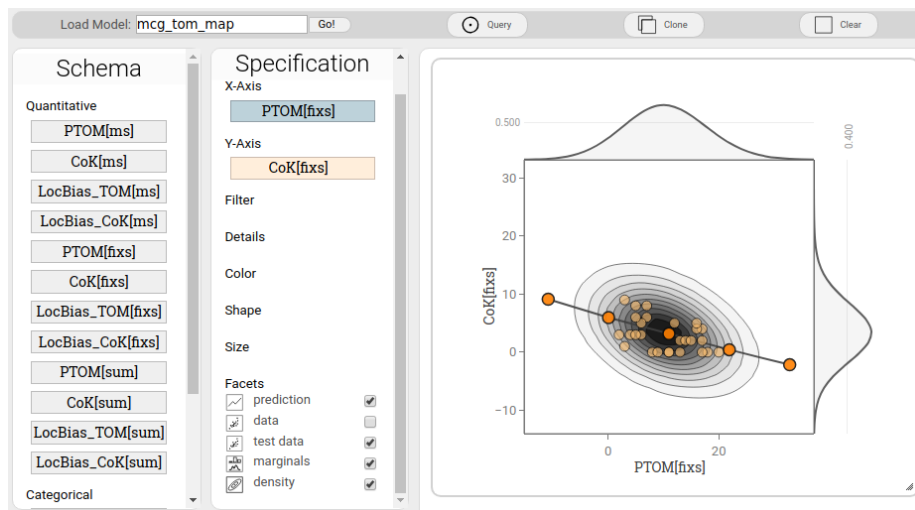 Load Model: mcg_tom_map Go! Query Clone Clear
Schema
Quantitative
PTOM[ms]
CoK[ms]
LocBias_TOM[ms]
LocBias_CoK[ms]
PTOM[fixs]
CoK[fixs]
LocBias_TOM[fixs]
LocBias_CoK[fixs]
PTOM[sum]
CoK[sum]
LocBias_TOM[sum]
LocBias_CoK[sum]
Categorical
Specification
X-Axis
PTOM[fixs]
Y-Axis
CoK[fixs]
Filter
Details
Color
Shape
Size
Facets
prediction
data
test data
marginals
density
0.500
0.400
30
20
10
0
−10
CoK[fixs]
0 20
PTOM[fixs]